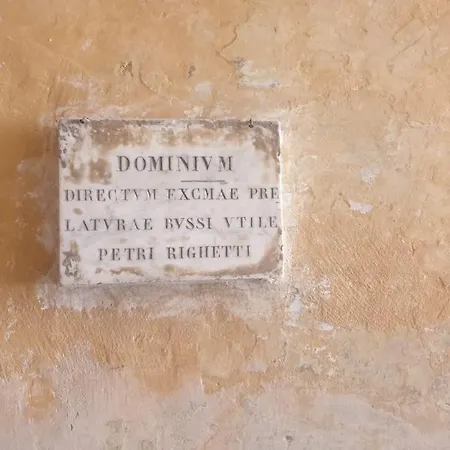 DOMINIVM
DIRECTVM EXCMAE PRE
LATVRAE BVSSI VTILE
PETRI RIGHETTI